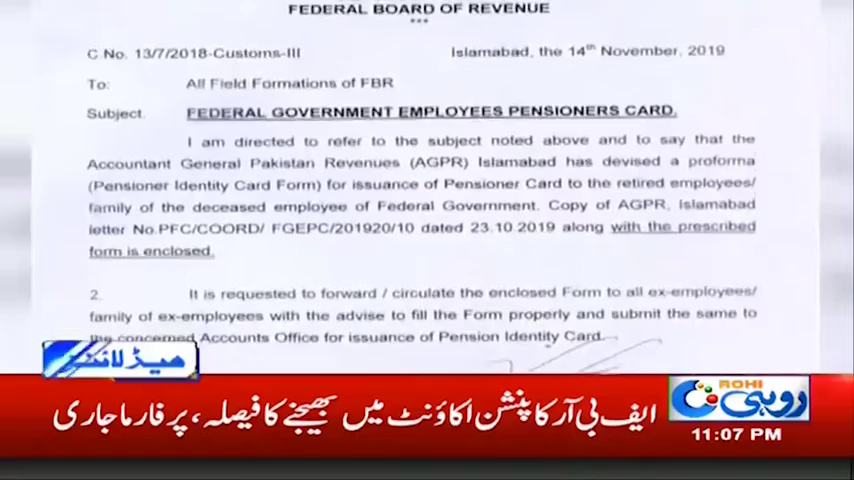 FEDERAL BOARD OF REVENUE
***
C No. 13/7/2018-Customs-III
Islamabad, the 14th November, 2019
To: All Field Formations of FBR
Subject. FEDERAL GOVERNMENT EMPLOYEES PENSIONERS CARD.
I am directed to refer to the subject noted above and to say that the
Accountant General Pakistan Revenues (AGPR) Islamabad has devised a proforma
(Pensioner Identity Card Form) for issuance of Pensioner Card to the retired employees/
family of the deceased employee of Federal Government. Copy of AGPR, Islamabad
letter No.PFC/COORD/ FGEPC/201920/10 dated 23.10.2019 along with the prescribed
form is enclosed.
2. It is requested to forward / circulate the enclosed Form to all ex-employees/
family of ex-employees with the advise to fill the Form properly and submit the same to
the concerned Accounts Office for issuance of Pension Identity Card.
ہیڈلائنز
ایف بی آر کا پنشن اکاؤنٹ میں بھیجنے کا فیصلہ، پرفارما جاری
ROHI
روہی
11:07 PM